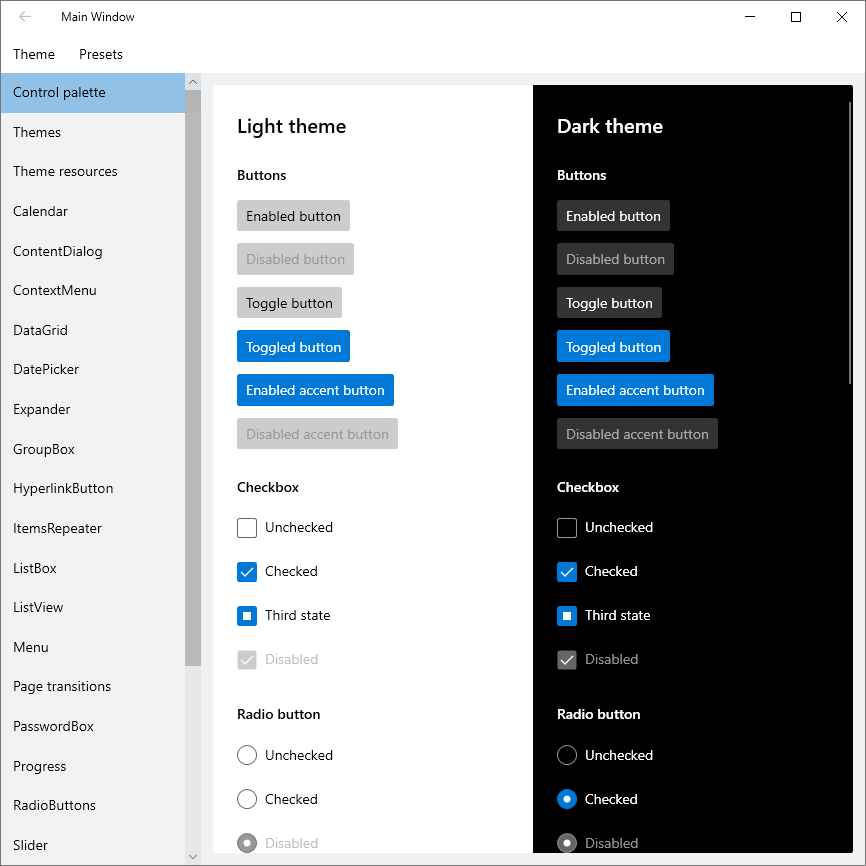 Main Window
Theme
Presets
Control palette
Themes
Theme resources
Calendar
ContentDialog
ContextMenu
DataGrid
DatePicker
Expander
GroupBox
HyperlinkButton
ItemsRepeater
ListBox
ListView
Menu
Page transitions
PasswordBox
Progress
RadioButtons
Slider
Light theme
Buttons
Enabled button
Disabled button
Toggle button
Toggled button
Enabled accent button
Disabled accent button
Checkbox
Unchecked
Checked
Third state
Disabled
Radio button
Unchecked
Checked
Disabled
Dark theme
Buttons
Enabled button
Disabled button
Toggle button
Toggled button
Enabled accent button
Disabled accent button
Checkbox
Unchecked
Checked
Third state
Disabled
Radio button
Unchecked
Checked
Disabled